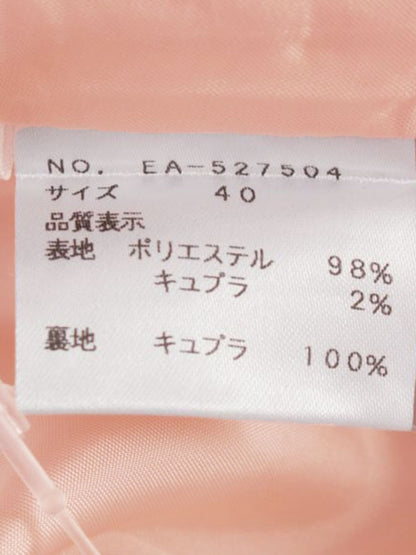 NO. EA-527504
サイズ 40
品質表示
表地 ポリエステル 98%
キュプラ 2%
裏地 キュプラ 100%